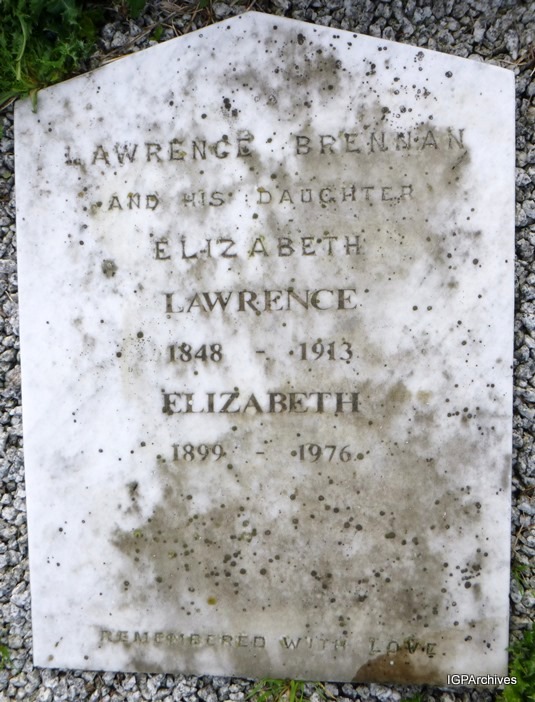 LAWRENCE BRENNAN
AND HIS DAUGHTER
ELIZABETH
LAWRENCE
1848 - 1913
ELIZABETH
1899 - 1976
REMEMBERED WITH LOVE
IGPArchives